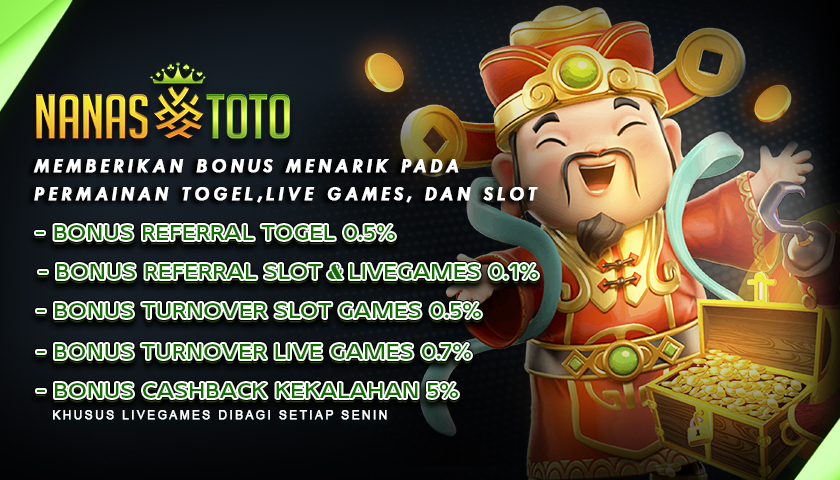 NANAS TOTO
MEMBERIKAN BONUS MENARIK PADA
PERMAINAN TOGEL,LIVE GAMES, DAN SLOT
- BONUS REFERRAL TOGEL 0.5%
- BONUS REFERRAL SLOT & LIVEGAMES 0.1%
- BONUS TURNOVER SLOT GAMES 0.5%
- BONUS TURNOVER LIVE GAMES 0.7%
- BONUS CASHBACK KEKALAHAN 5%
KHUSUS LIVEGAMES DIBAGI SETIAP SENIN